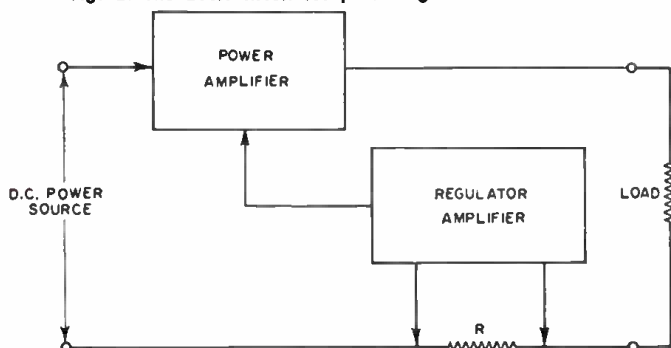 POWER
AMPLIFIER
D.C. POWER
SOURCE
REGULATOR
AMPLIFIER
LOAD
R